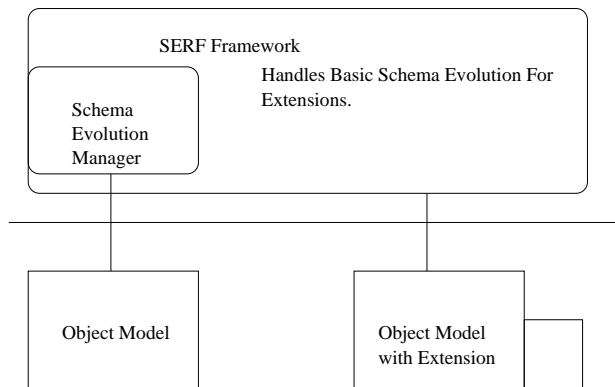 SERF Framework
Handles Basic Schema Evolution For
Extensions.
Schema
Evolution
Manager
Object Model
Object Model
with Extension